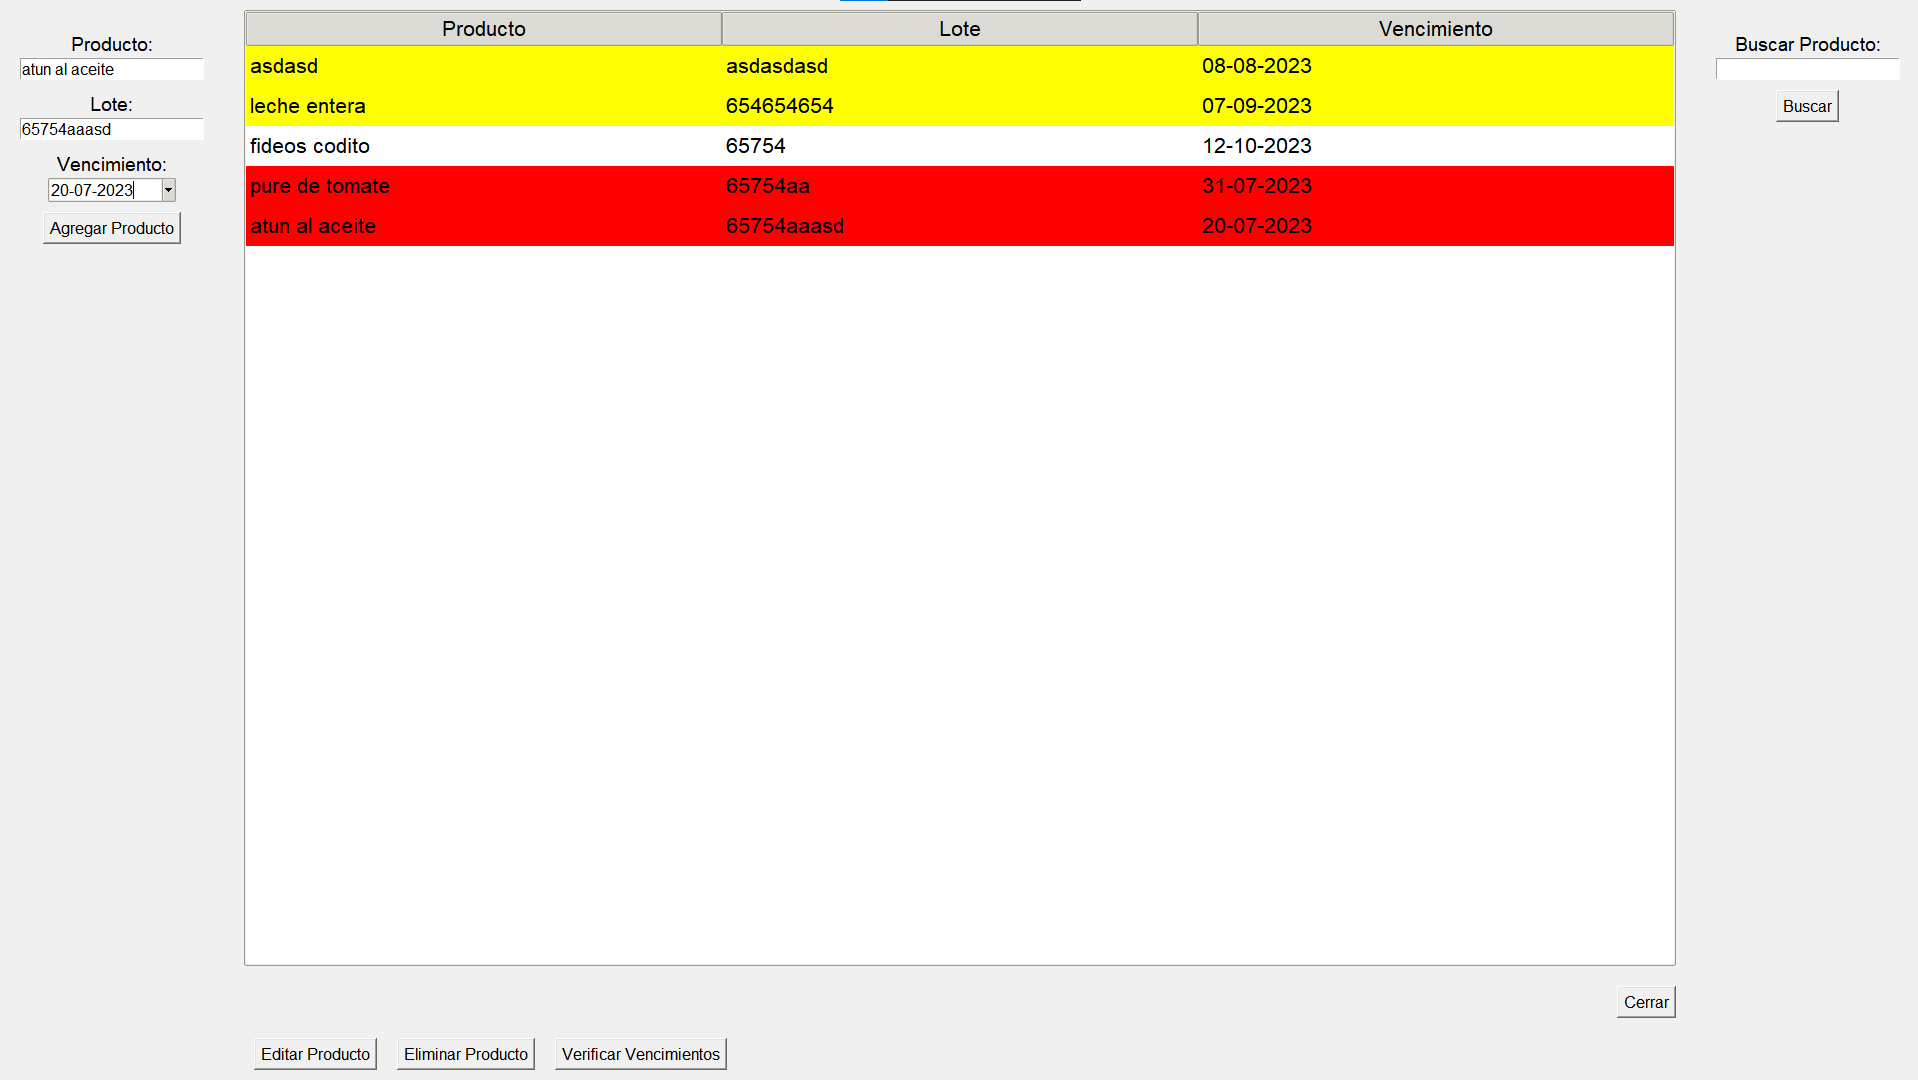 Producto:
atun al aceite
Lote:
65754aaasd
Vencimiento:
20-07-2023
Agregar Producto
Producto Lote Vencimiento
asdasd asdasdasd 08-08-2023
leche entera 654654654 07-09-2023
fideos codito 65754 12-10-2023
pure de tomate 65754aa 31-07-2023
atun al aceite 65754aaasd 20-07-2023
Buscar Producto:
Buscar
Cerrar
Editar Producto Eliminar Producto Verificar Vencimientos